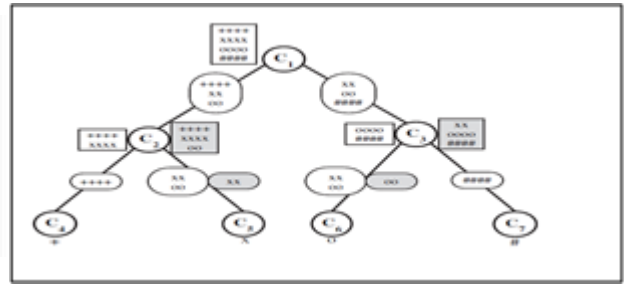 ++++
xxxx
oooo
####
C1
++++
xx
oo
xx
oo
####
++++
xxxx
C2
++++
xxxx
oo
oooo
####
C3
xx
oooo
####
++++
xx
oo
xx
xx
oo
oo
####
C4
C5
C6
C7
+
x
o
#